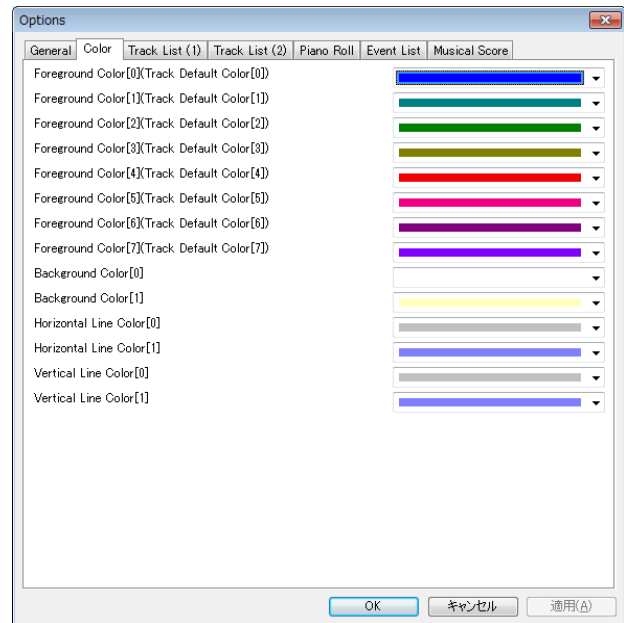 Options
General Color Track List (1) Track List (2) Piano Roll Event List Musical Score
Foreground Color[0](Track Default Color[0])
Foreground Color[1](Track Default Color[1])
Foreground Color[2](Track Default Color[2])
Foreground Color[3](Track Default Color[3])
Foreground Color[4](Track Default Color[4])
Foreground Color[5](Track Default Color[5])
Foreground Color[6](Track Default Color[6])
Foreground Color[7](Track Default Color[7])
Background Color[0]
Background Color[1]
Horizontal Line Color[0]
Horizontal Line Color[1]
Vertical Line Color[0]
Vertical Line Color[1]
OK キャンセル 適用(A)